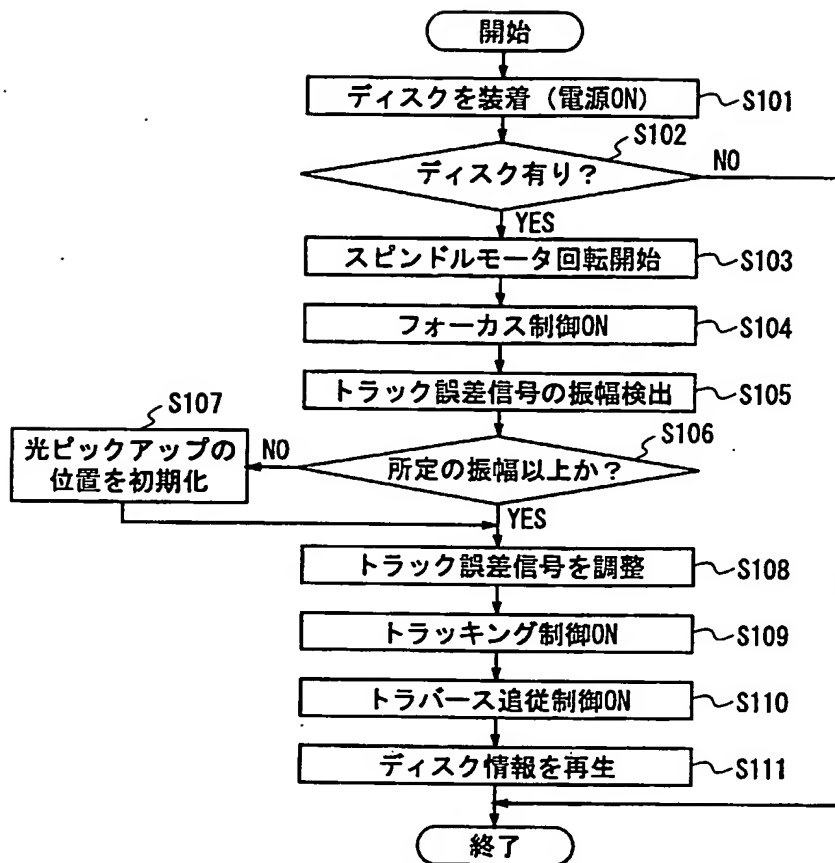 開始
ディスクを装着（電源ON） S101
S102
ディスク有り？ NO
YES
スピンドルモータ回転開始 S103
フォーカス制御ON S104
トラック誤差信号の振幅検出 S105
S107
光ピックアップの
位置を初期化
S106
NO 所定の振幅以上か？
YES
トラック誤差信号を調整 S108
トラッキング制御ON S109
トラバース追従制御ON S110
ディスク情報を再生 S111
終了